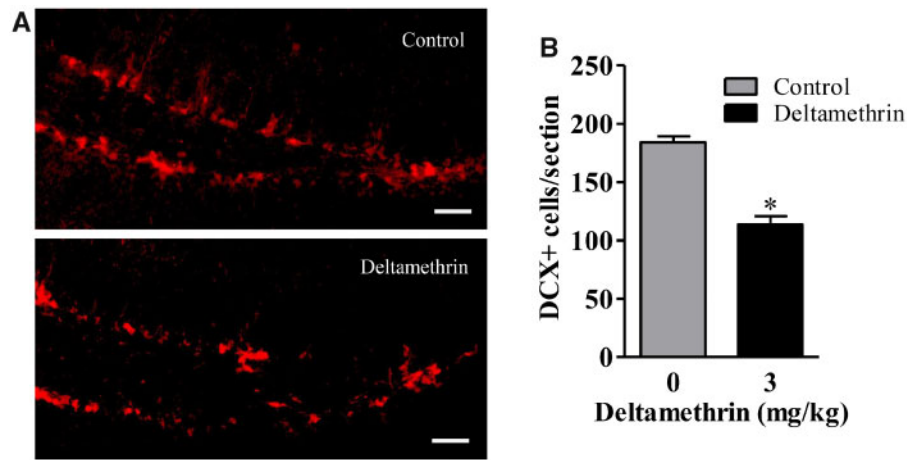 A
Control
Deltamethrin
B
Control
Deltamethrin
DCX+ cells/section
250
200
150
100
50
0
*
0 3
Deltamethrin (mg/kg)